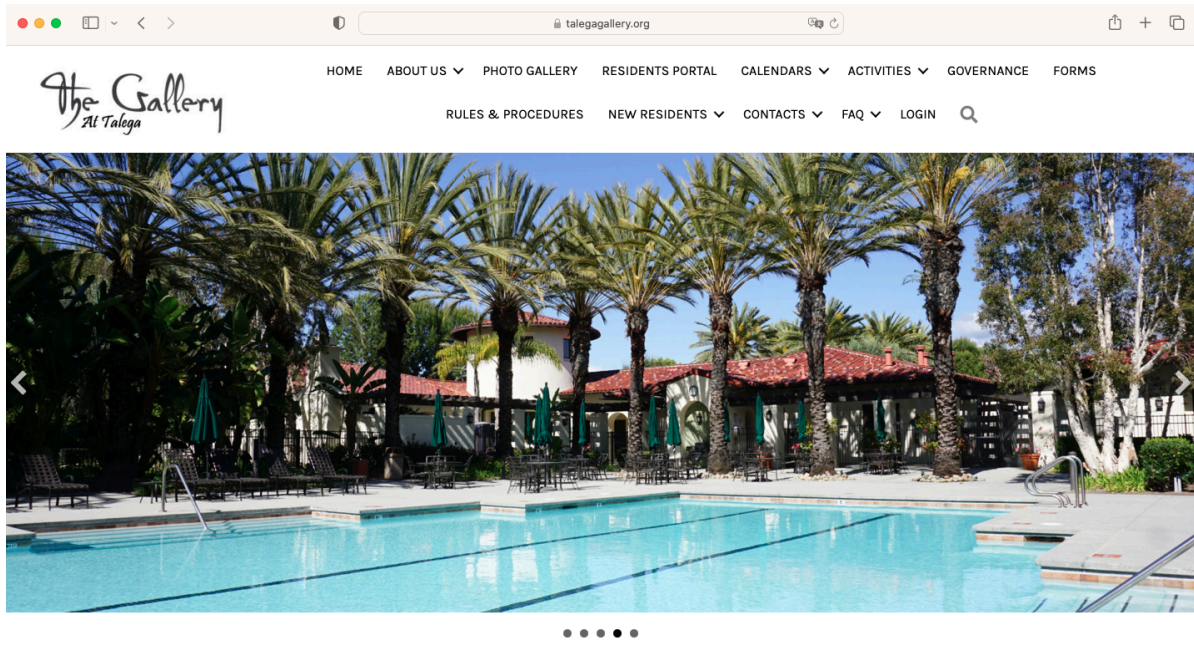 talegagallery.org
The Gallery
At Talega
HOME ABOUT US PHOTO GALLERY RESIDENTS PORTAL CALENDARS ACTIVITIES GOVERNANCE FORMS
RULES & PROCEDURES NEW RESIDENTS CONTACTS FAQ LOGIN